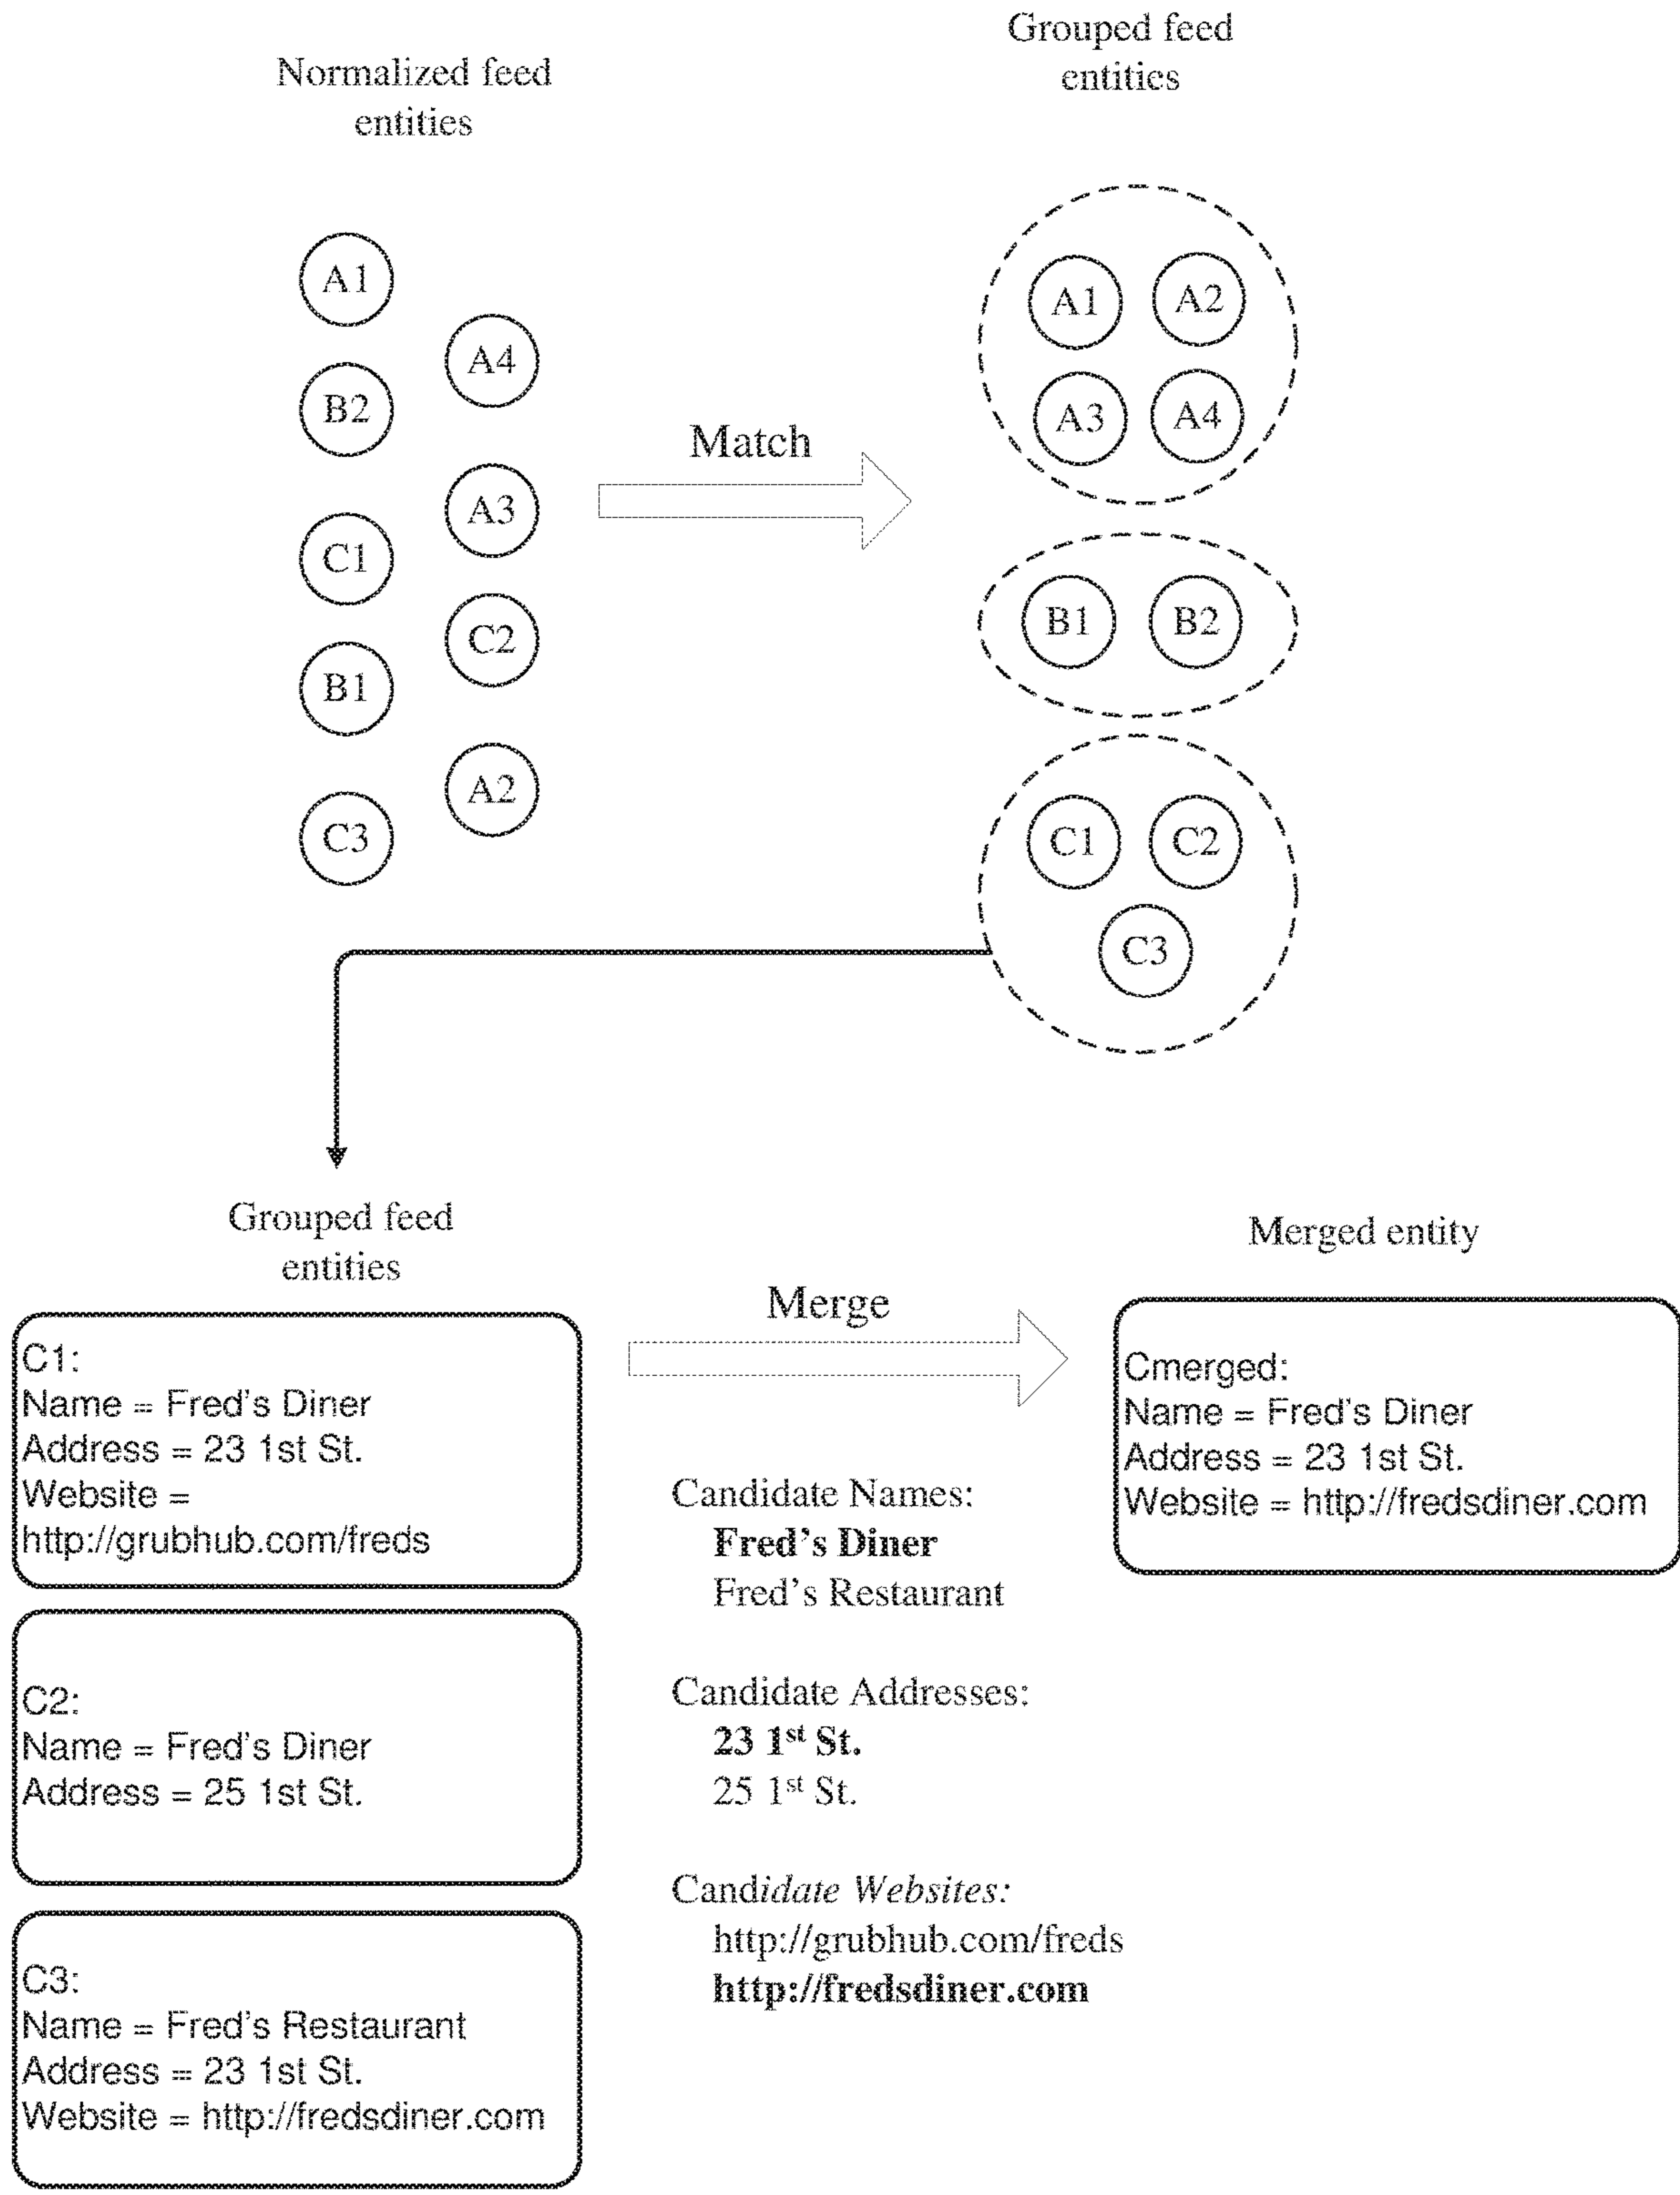 Normalized feed
entities
Grouped feed
entities
A1
A4
B2
A3
C1
C2
B1
A2
C3
Match
A1 A2
A3 A4
B1 B2
C1 C2
C3
Grouped feed
entities
C1:
Name = Fred's Diner
Address = 23 1st St.
Website =
http://grubhub.com/freds
C2:
Name = Fred's Diner
Address = 25 1st St.
C3:
Name = Fred's Restaurant
Address = 23 1st St.
Website = http://fredsdiner.com
Merge
Candidate Names:
Fred's Diner
Fred's Restaurant
Candidate Addresses:
23 1st St.
25 1st St.
Candidate Websites:
http://grubhub.com/freds
http://fredsdiner.com
Merged entity
Cmerged:
Name = Fred's Diner
Address = 23 1st St.
Website = http://fredsdiner.com